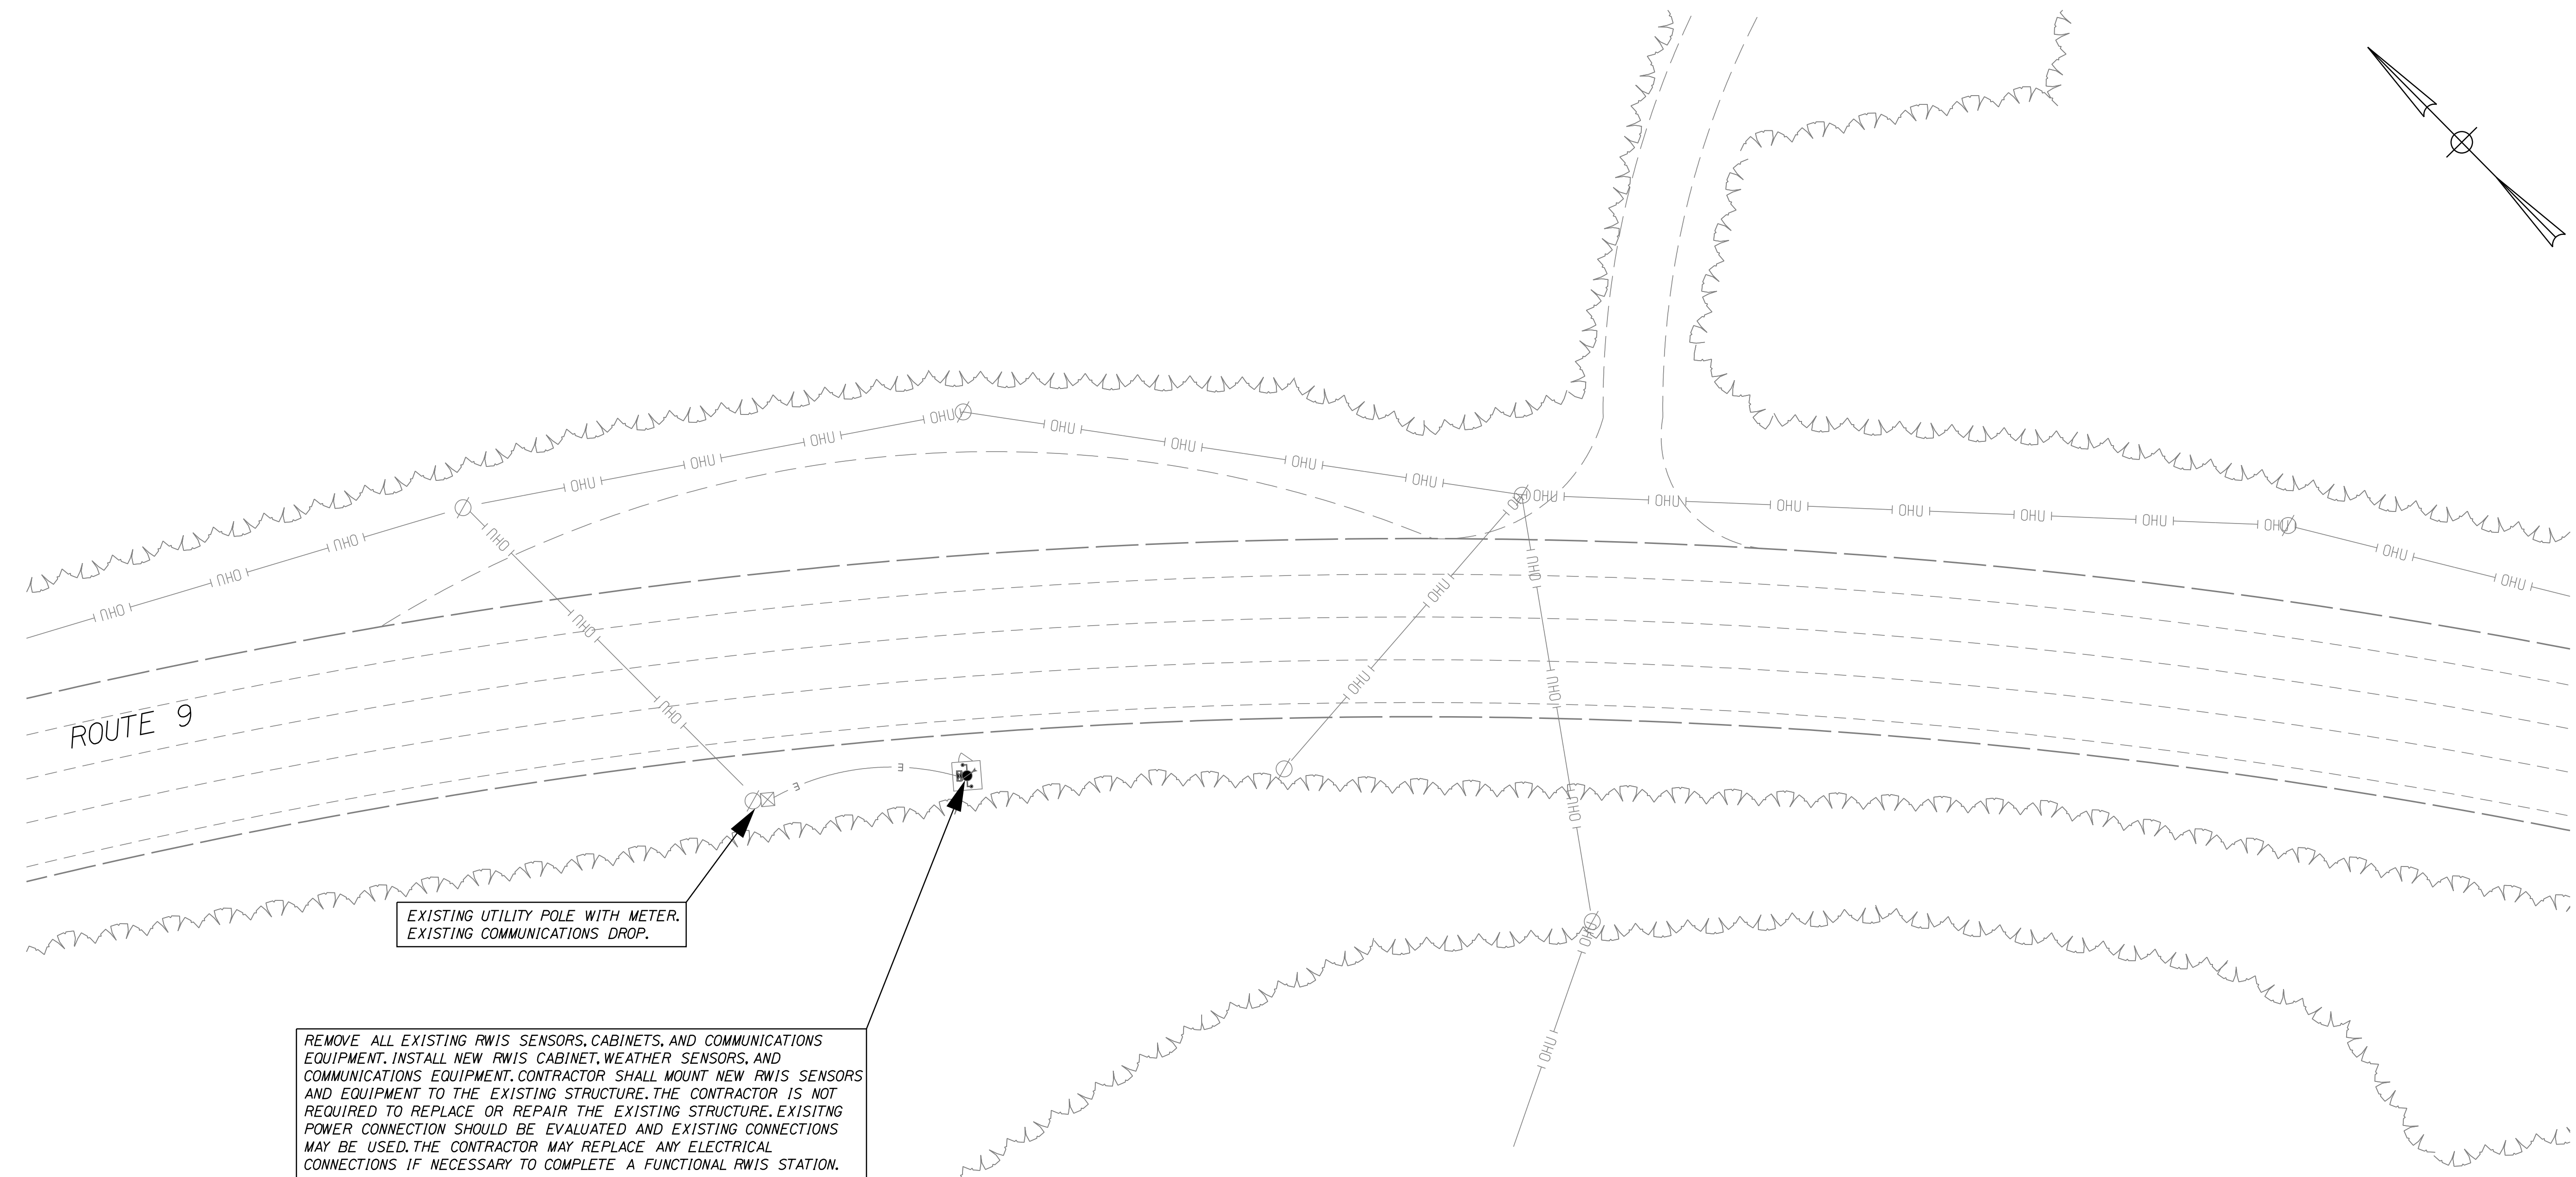 OHU OHU OHU OHU OHU OHU OHU
OHU OHU OHU OHU
OHU OHU OHU OHU OHU OHU OHU OHU
OHU OHU OHU
OHU OHU OHU
OHU OHU OHU
OHU OHU
ROUTE 9
E E
EXISTING UTILITY POLE WITH METER.
EXISTING COMMUNICATIONS DROP.
REMOVE ALL EXISTING RWIS SENSORS, CABINETS, AND COMMUNICATIONS
EQUIPMENT. INSTALL NEW RWIS CABINET, WEATHER SENSORS, AND
COMMUNICATIONS EQUIPMENT. CONTRACTOR SHALL MOUNT NEW RWIS SENSORS
AND EQUIPMENT TO THE EXISTING STRUCTURE. THE CONTRACTOR IS NOT
REQUIRED TO REPLACE OR REPAIR THE EXISTING STRUCTURE. EXISITNG
POWER CONNECTION SHOULD BE EVALUATED AND EXISTING CONNECTIONS
MAY BE USED. THE CONTRACTOR MAY REPLACE ANY ELECTRICAL
CONNECTIONS IF NECESSARY TO COMPLETE A FUNCTIONAL RWIS STATION.